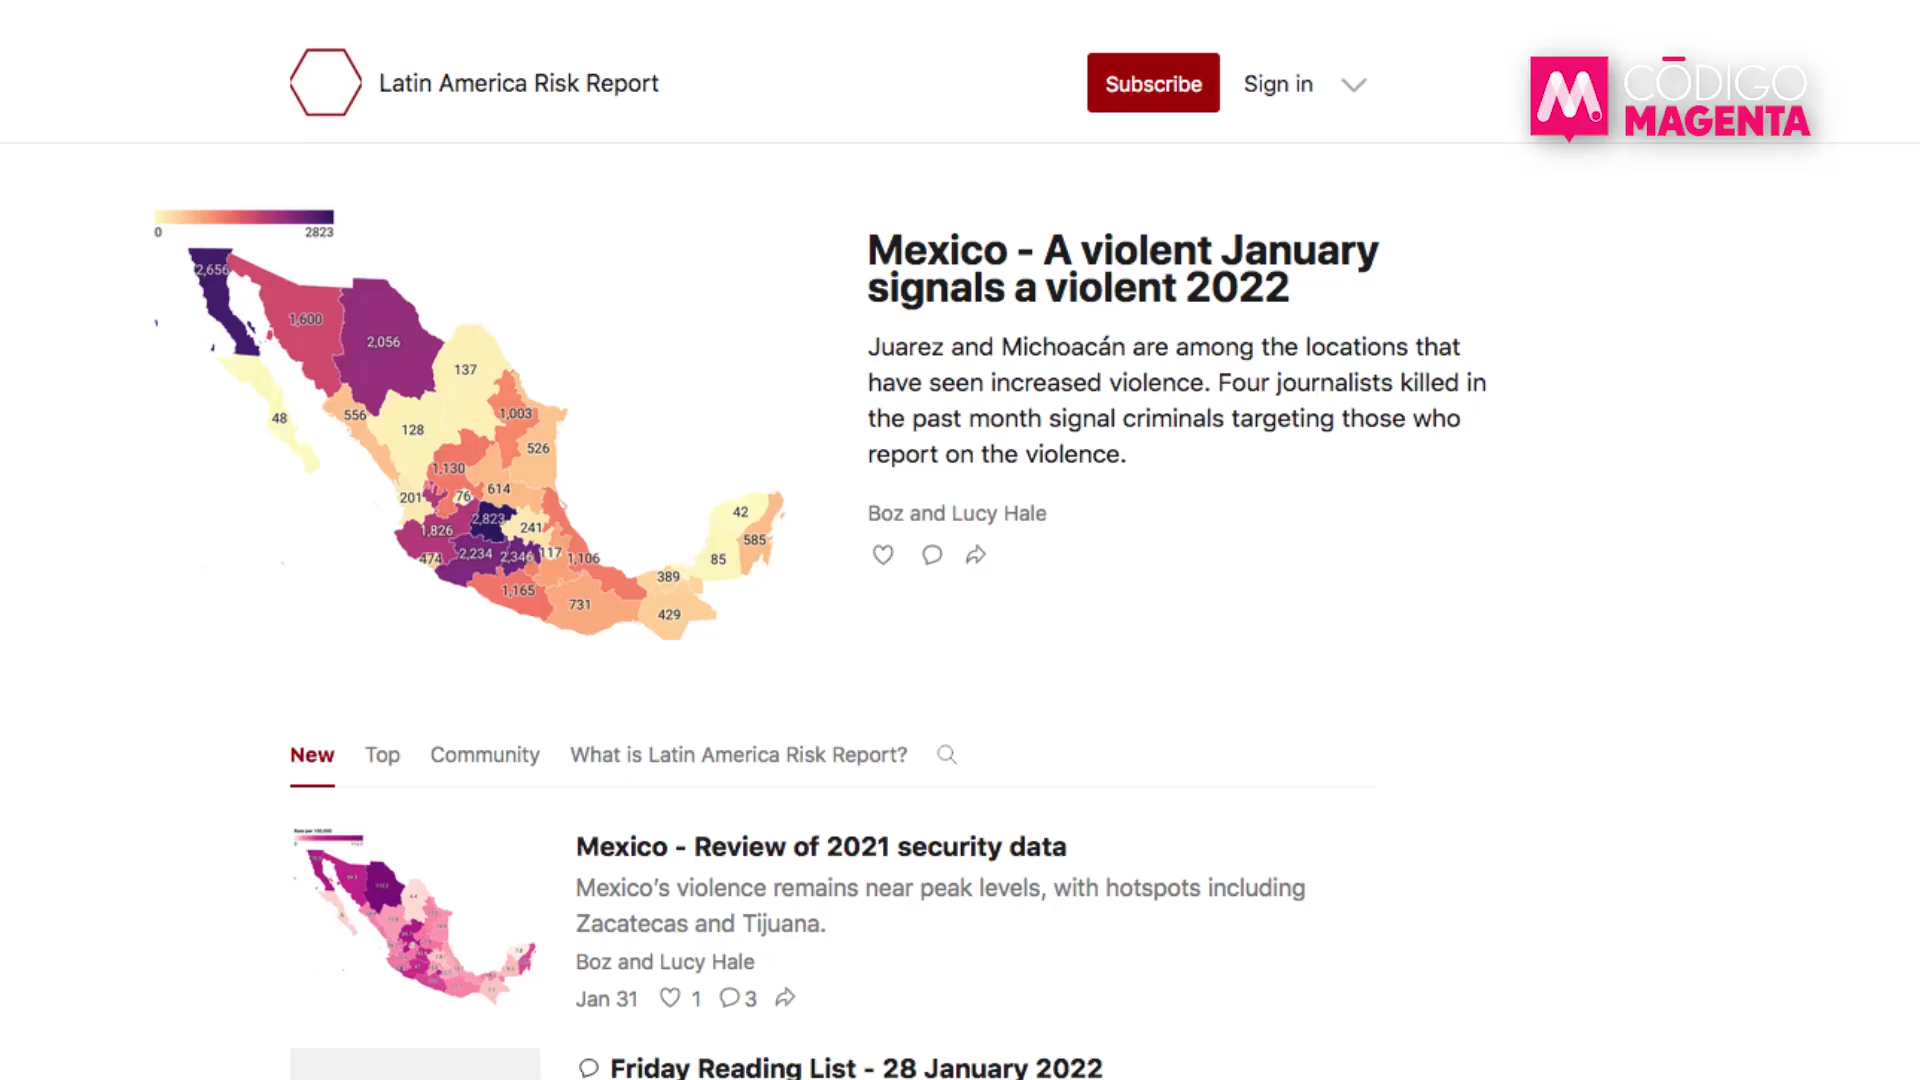 Latin America Risk Report
Subscribe
Sign in
CÓDIGO
MAGENTA
0
2823
2,656
1,600
2,056
137
48
556
128
1,003
526
1,130
201
76
614
2,823
241
1,826
474
2,234
2,346
117
1,106
1,165
731
389
429
42
585
85
Mexico - A violent January
signals a violent 2022
Juarez and Michoacán are among the locations that
have seen increased violence. Four journalists killed in
the past month signal criminals targeting those who
report on the violence.
Boz and Lucy Hale
New
Top
Community
What is Latin America Risk Report?
Rate per 100,000
Mexico - Review of 2021 security data
Mexico's violence remains near peak levels, with hotspots including
Zacatecas and Tijuana.
Boz and Lucy Hale
Jan 31 1 3
Friday Reading List - 28 January 2022